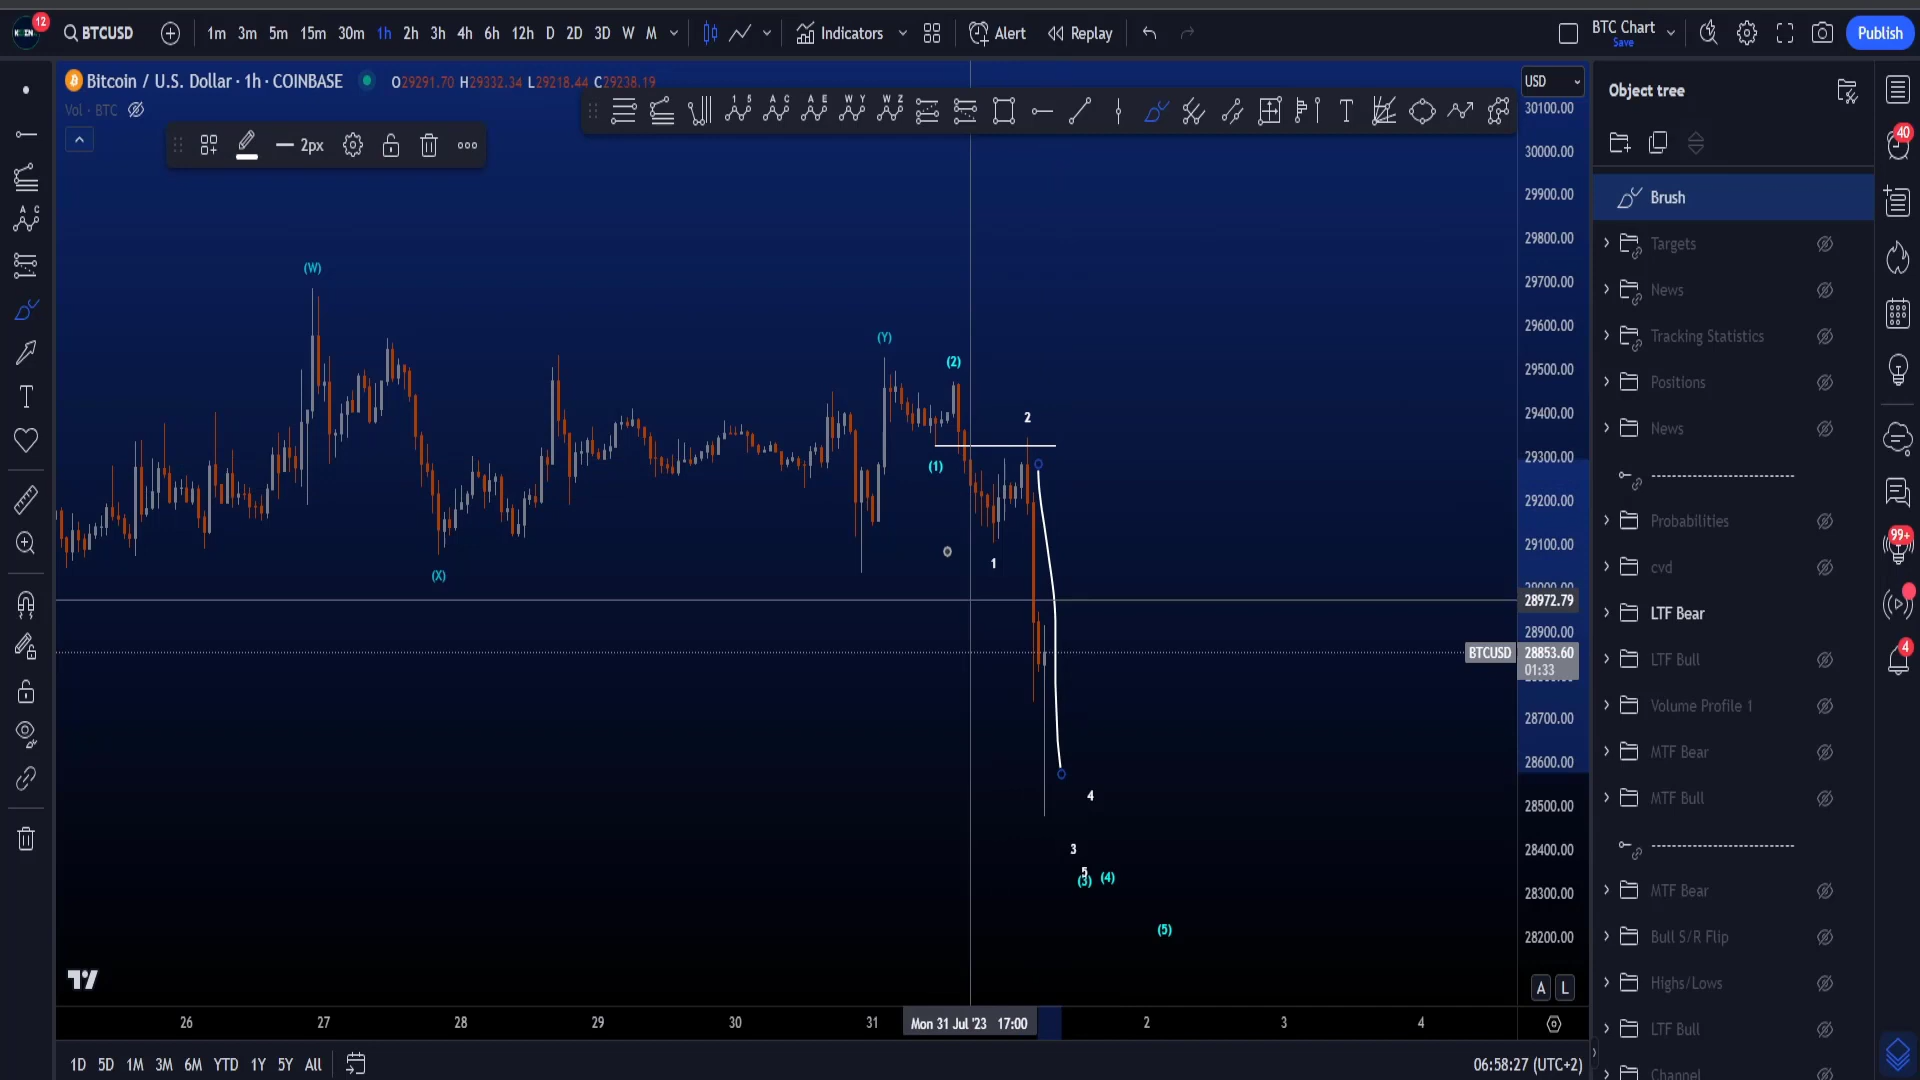 12
BTCUSD
1m 3m 5m 15m 30m 1h 2h 3h 4h 6h 12h D 2D 3D W M
Indicators
Alert
Replay
BTC Chart
Save
Publish
Bitcoin / U.S. Dollar · 1h · COINBASE
O29291.70 H29332.34 L29218.44 C29238.19
Vol · BTC
2px
USD
30100.00
30000.00
29900.00
29800.00
29700.00
29600.00
29500.00
29400.00
29300.00
29200.00
29100.00
29000.00
28972.79
28900.00
BTCUSD 28853.60
01:33
28700.00
28600.00
28500.00
28400.00
28300.00
28200.00
(W)
(Y)
(2)
2
(1)
1
(X)
4
3
5
(3) (4)
(5)
A L
26 27 28 29 30 31 Mon 31 Jul '23 17:00 2 3 4
1D 5D 1M 3M 6M YTD 1Y 5Y All
06:58:27 (UTC+2)
Object tree
Brush
Targets
News
Tracking Statistics
Positions
News
----------------------------
Probabilities
cvd
LTF Bear
LTF Bull
Volume Profile 1
MTF Bear
MTF Bull
----------------------------
MTF Bear
Bull S/R Flip
Highs/Lows
LTF Bull
Channel
40
99+
4